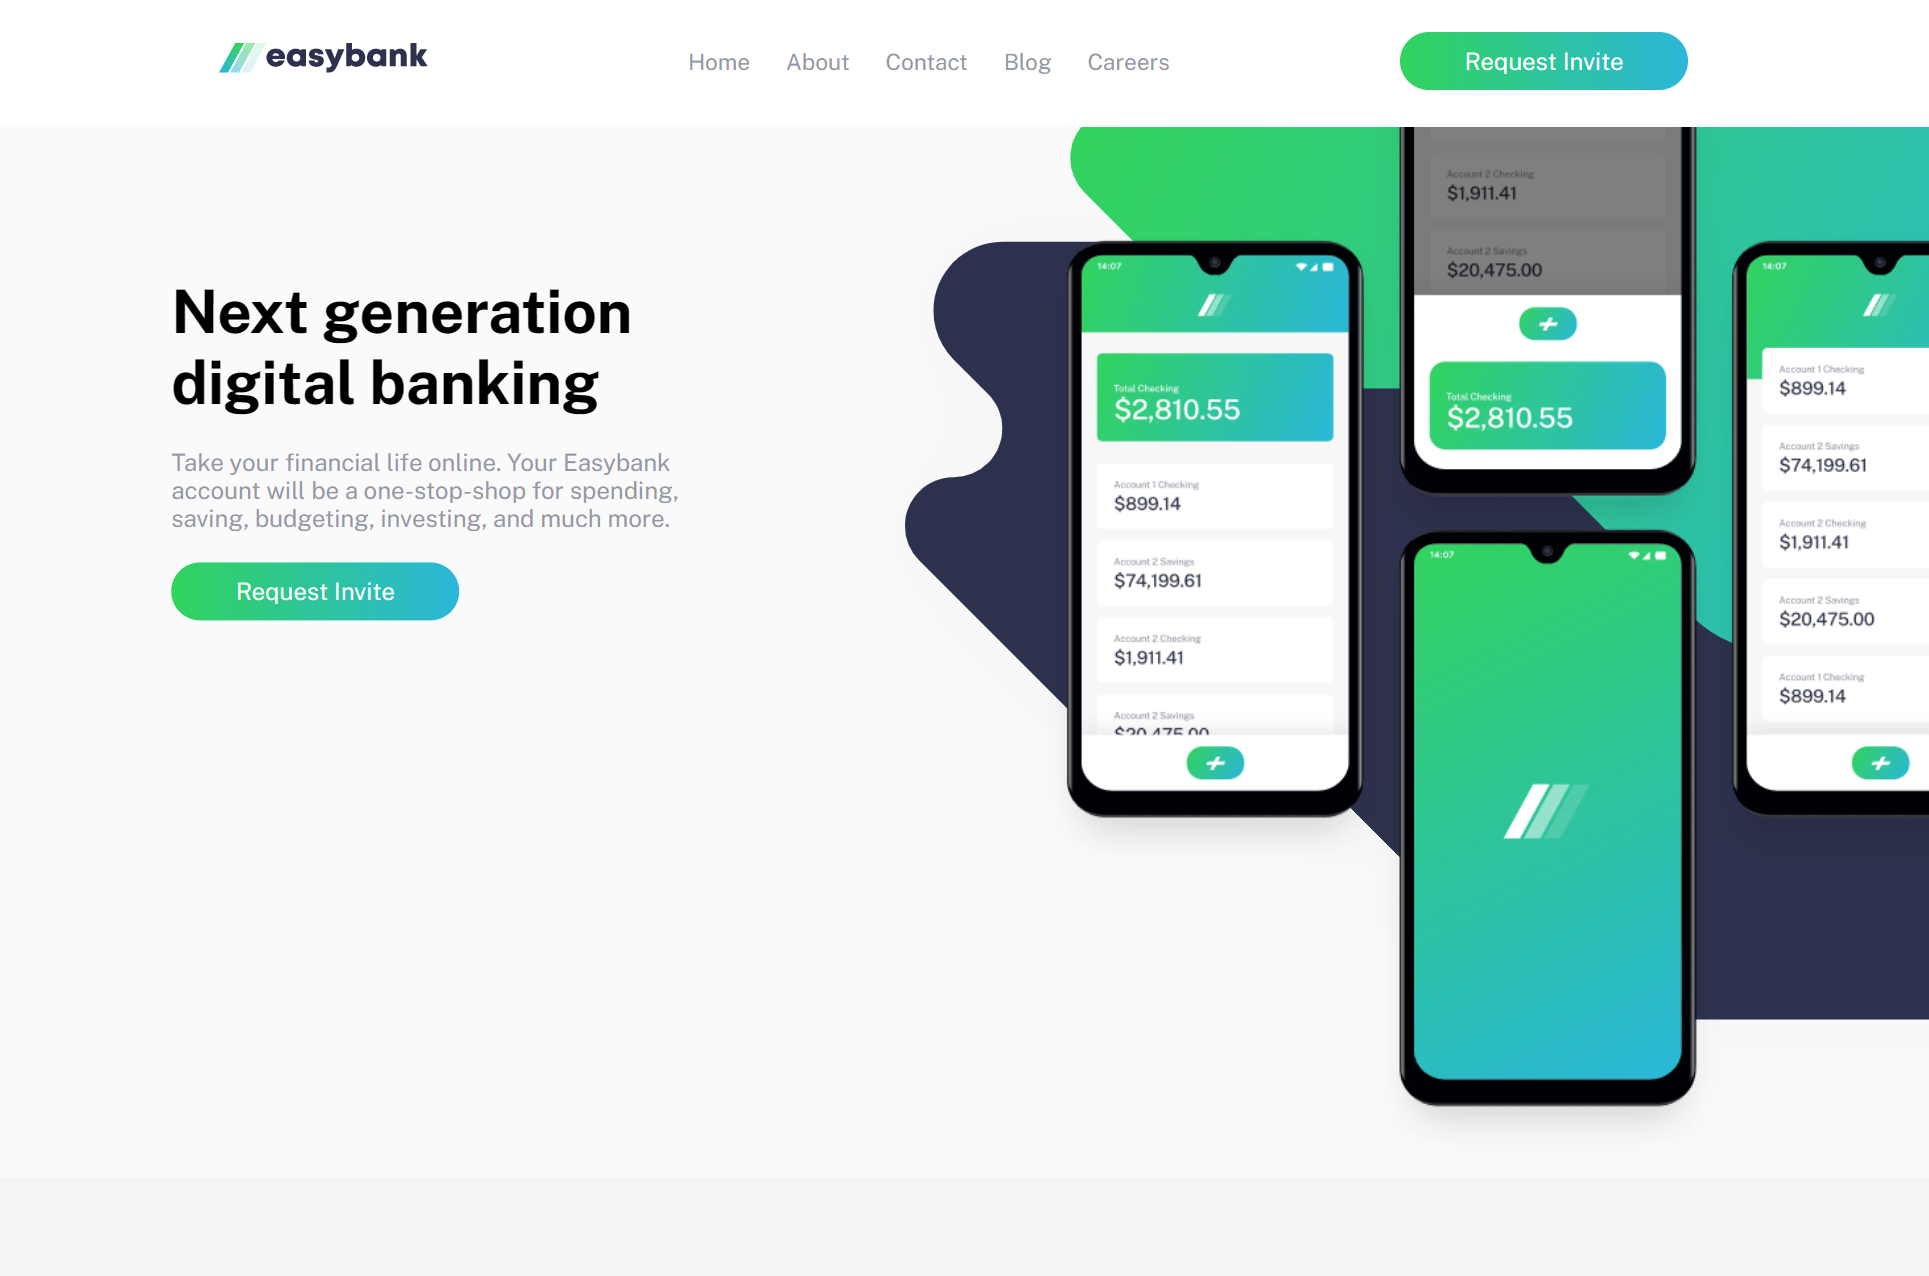 easybank
Home
About
Contact
Blog
Careers
Request Invite
Next generation
digital banking
Take your financial life online. Your Easybank
account will be a one-stop-shop for spending,
saving, budgeting, investing, and much more.
Request Invite
14:07
Total Checking
$2,810.55
Account 1 Checking
$899.14
Account 2 Savings
$74,199.61
Account 2 Checking
$1,911.41
Account 2 Savings
$20,475.00
Account 2 Checking
$1,911.41
Account 2 Savings
$20,475.00
Total Checking
$2,810.55
14:07
14:07
Account 1 Checking
$899.14
Account 2 Savings
$74,199.61
Account 2 Checking
$1,911.41
Account 2 Savings
$20,475.00
Account 1 Checking
$899.14